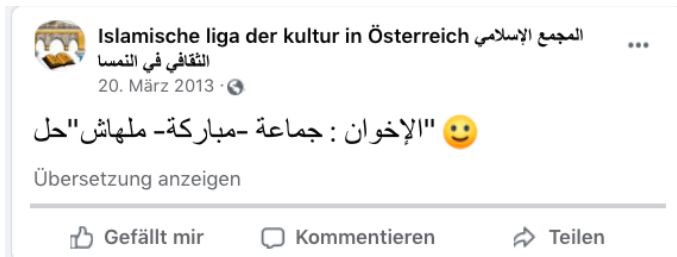 Islamische liga der kultur in Österreich المجمع الإسلامي
الثقافي في النمسا
20. März 2013 ·
"الإخوان : جماعة -مباركة- ملهاش"حل 🙂
Übersetzung anzeigen
Gefällt mir
Kommentieren
Teilen